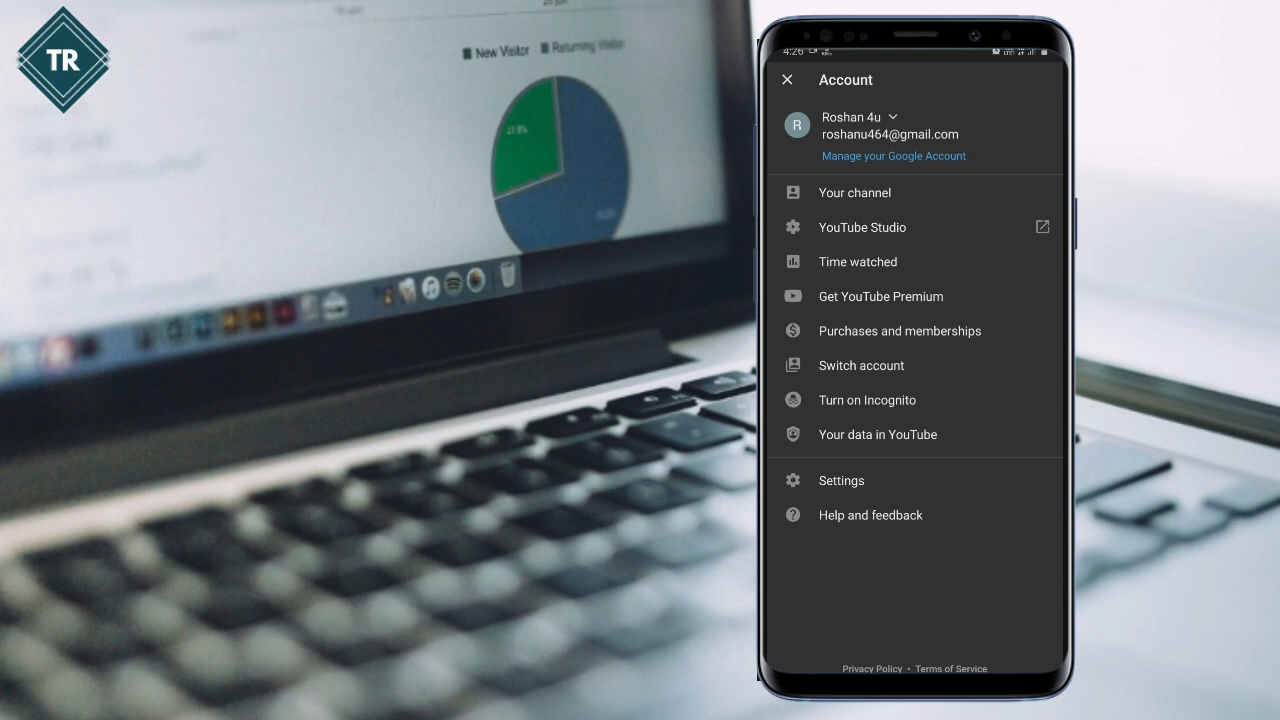 TR
New Visitor Returning Visitor
4:26
Account
R
Roshan 4u
roshanu464@gmail.com
Manage your Google Account
Your channel
YouTube Studio
Time watched
Get YouTube Premium
Purchases and memberships
Switch account
Turn on Incognito
Your data in YouTube
Settings
Help and feedback
Privacy Policy • Terms of Service